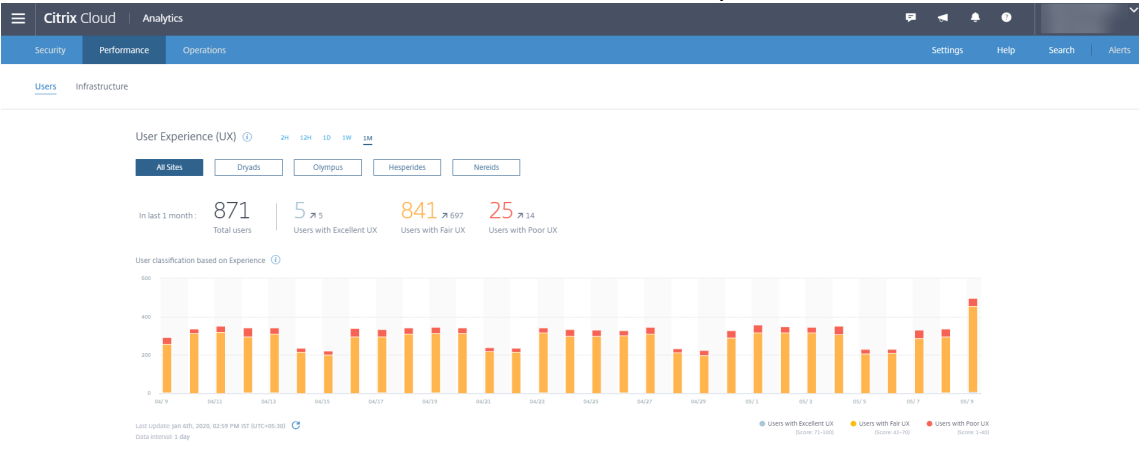 Citrix Cloud Analytics
Security Performance Operations Settings Help Search Alerts
Users Infrastructure
User Experience (UX) 2H 12H 1D 1W 1M
All Sites Dryads Olympus Hesperides Nereids
In last 1 month : 871 5 5 841 697 25 14
Total users Users with Excellent UX Users with Fair UX Users with Poor UX
User classification based on Experience
600
400
200
0
04/ 9 04/11 04/13 04/15 04/17 04/19 04/21 04/23 04/25 04/27 04/29 05/ 1 05/ 3 05/ 5 05/ 7 05/ 9
Last Update: Jan 6th, 2020, 02:59 PM IST (UTC+05:30) Users with Excellent UX Users with Fair UX Users with Poor UX
Data Interval: 1 day (Score: 71-100) (Score: 41-70) (Score: 1-40)